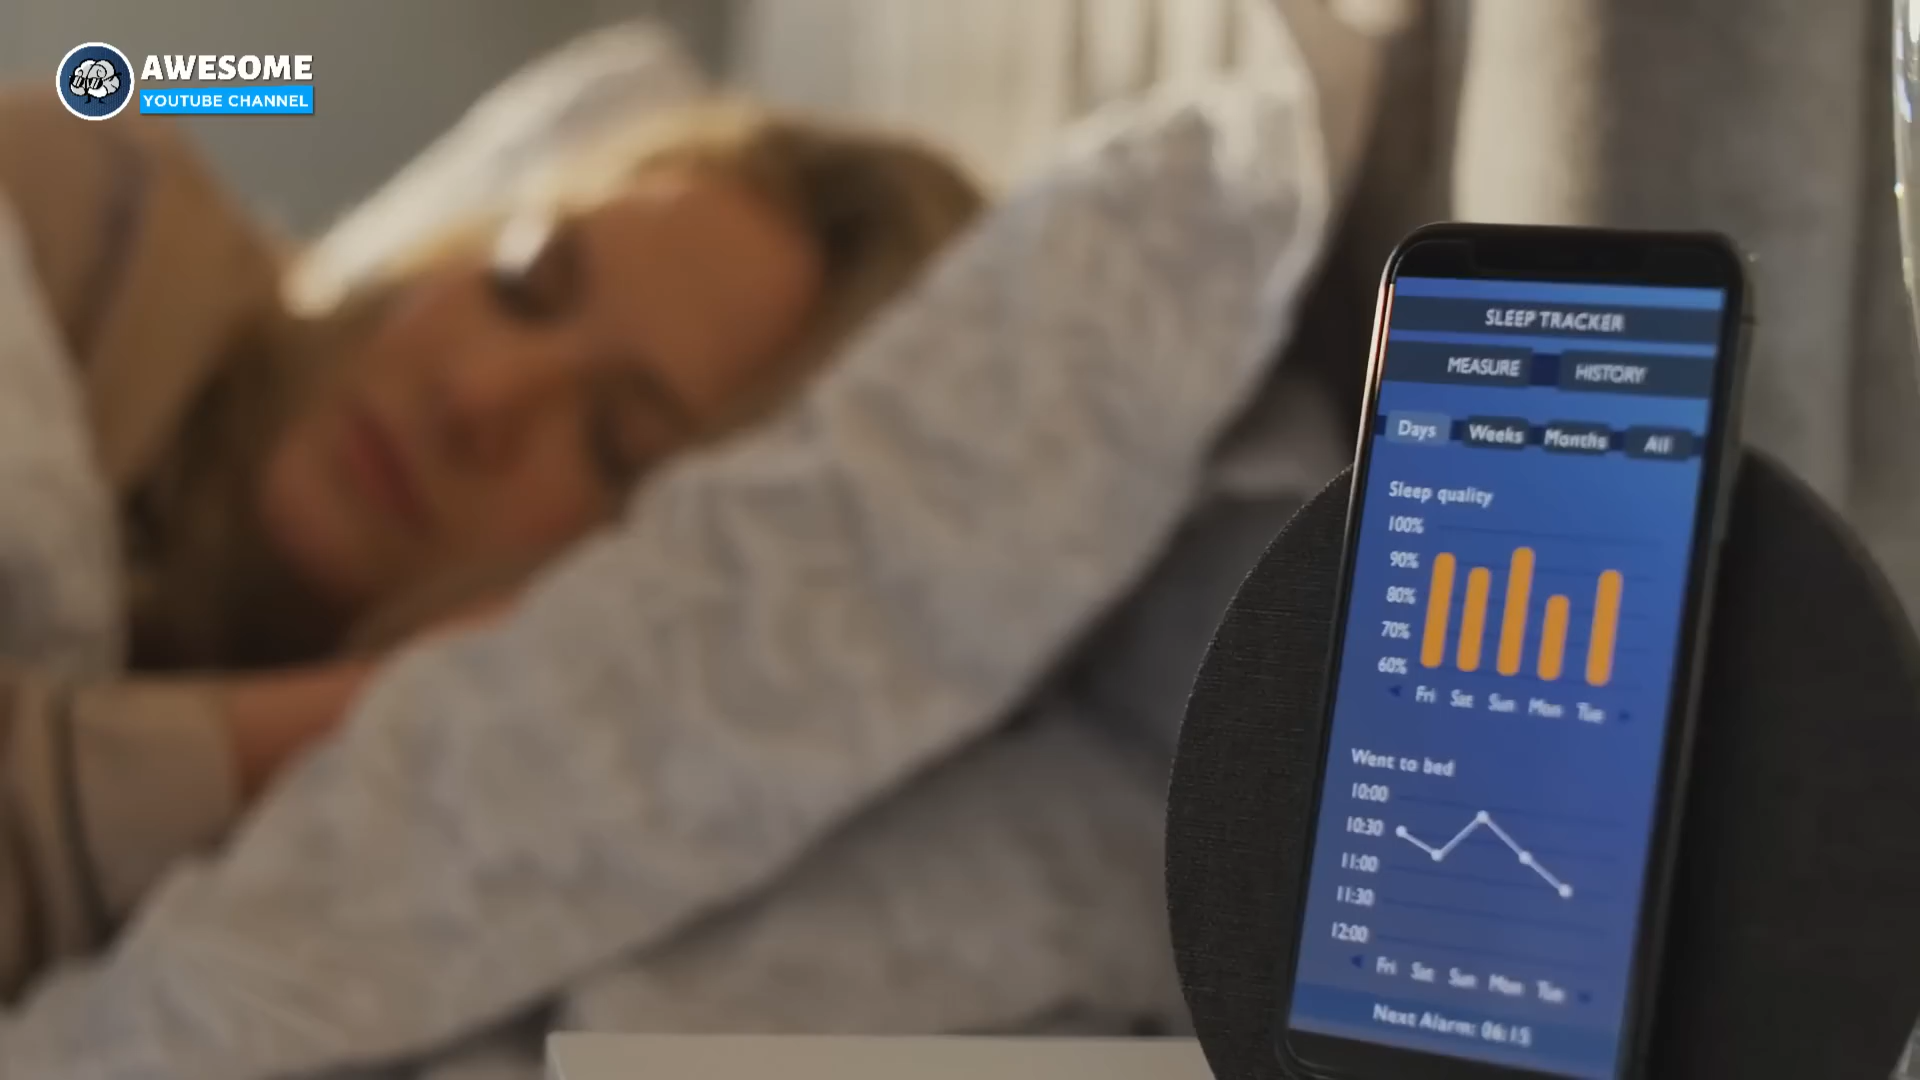 AWESOME
YOUTUBE CHANNEL
SLEEP TRACKER
MEASURE HISTORY
Days Weeks Months All
Sleep quality
100%
90%
80%
70%
60%
Fri Sat Sun Mon Tue
Went to bed
10:00
10:30
11:00
11:30
12:00
Fri Sat Sun Mon Tue
Next Alarm: 06:15